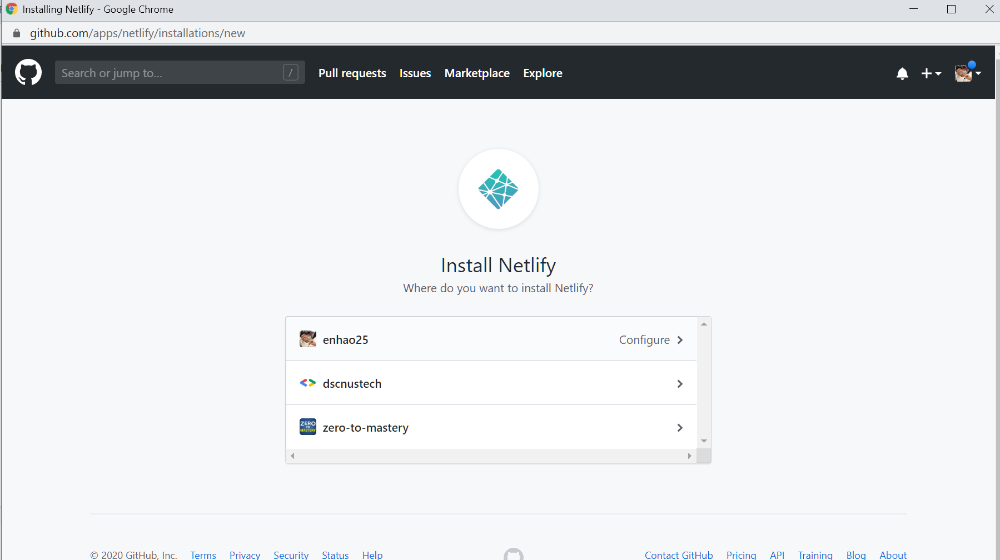 Installing Netlify - Google Chrome
github.com/apps/netlify/installations/new
Search or jump to... / Pull requests Issues Marketplace Explore
Install Netlify
Where do you want to install Netlify?
enhao25 Configure
dscnustech
ZERO TO MASTERY zero-to-mastery
© 2020 GitHub, Inc. Terms Privacy Security Status Help Contact GitHub Pricing API Training Blog About